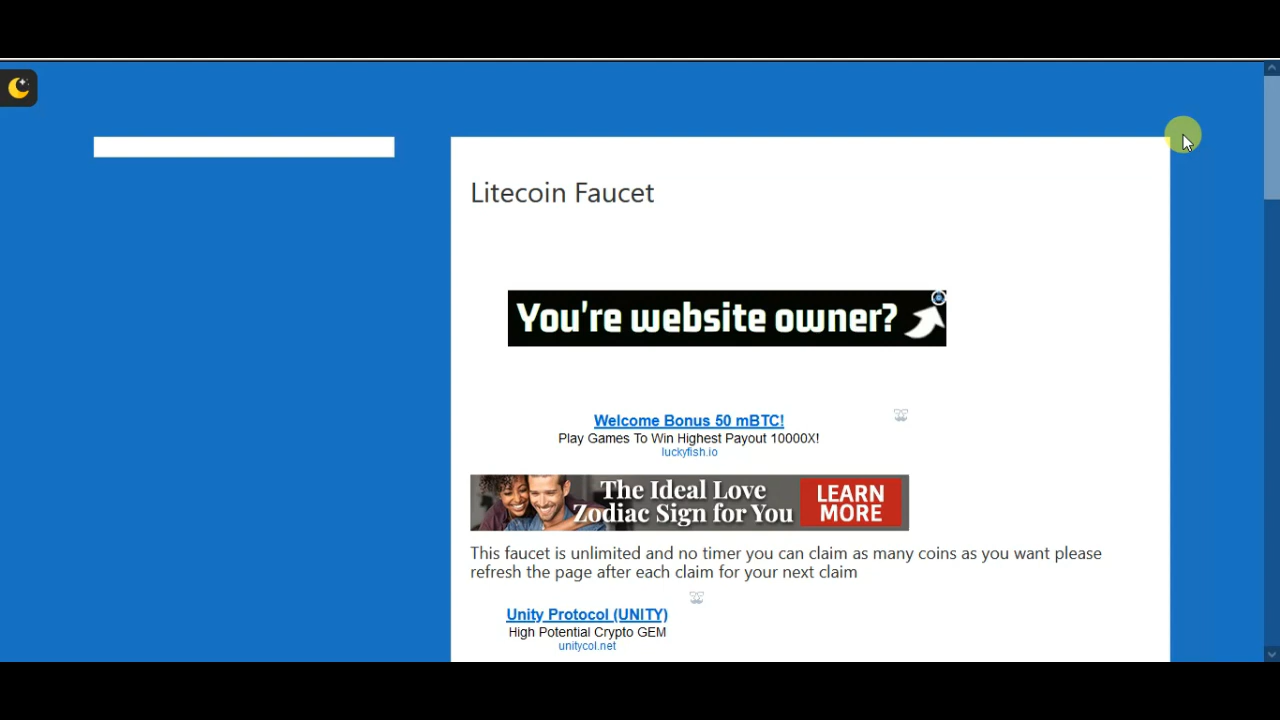 Litecoin Faucet
You're website owner?
Welcome Bonus 50 mBTC!
Play Games To Win Highest Payout 10000X!
luckyfish.io
The Ideal Love
Zodiac Sign for You
LEARN
MORE
This faucet is unlimited and no timer you can claim as many coins as you want please
refresh the page after each claim for your next claim
Unity Protocol (UNITY)
High Potential Crypto GEM
unitycol.net